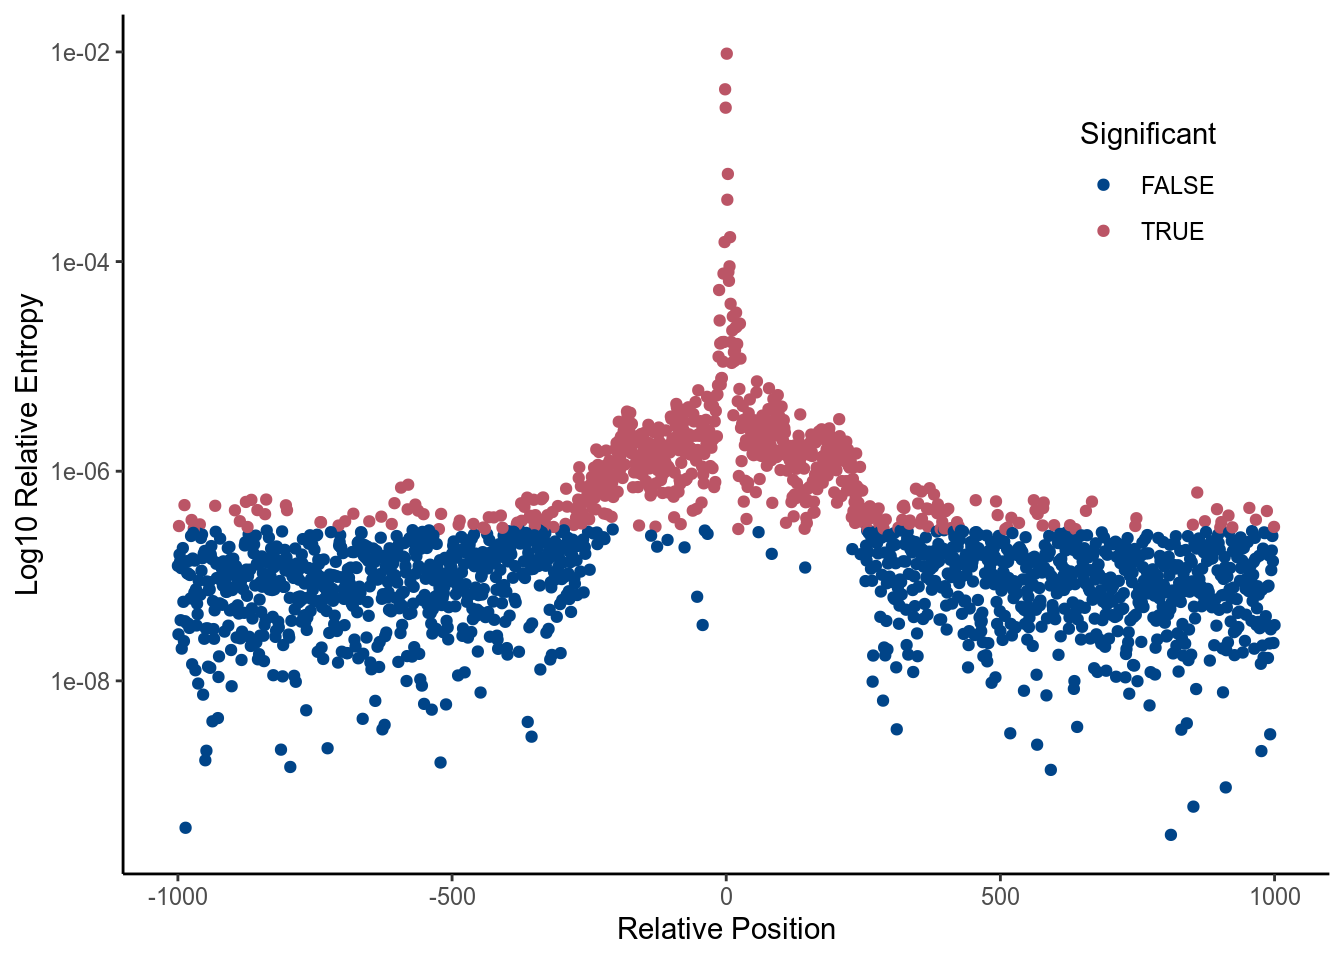 1e-02
1e-04
1e-06
1e-08
Log10 Relative Entropy
Significant
FALSE
TRUE
-1000
-500
0
500
1000
Relative Position